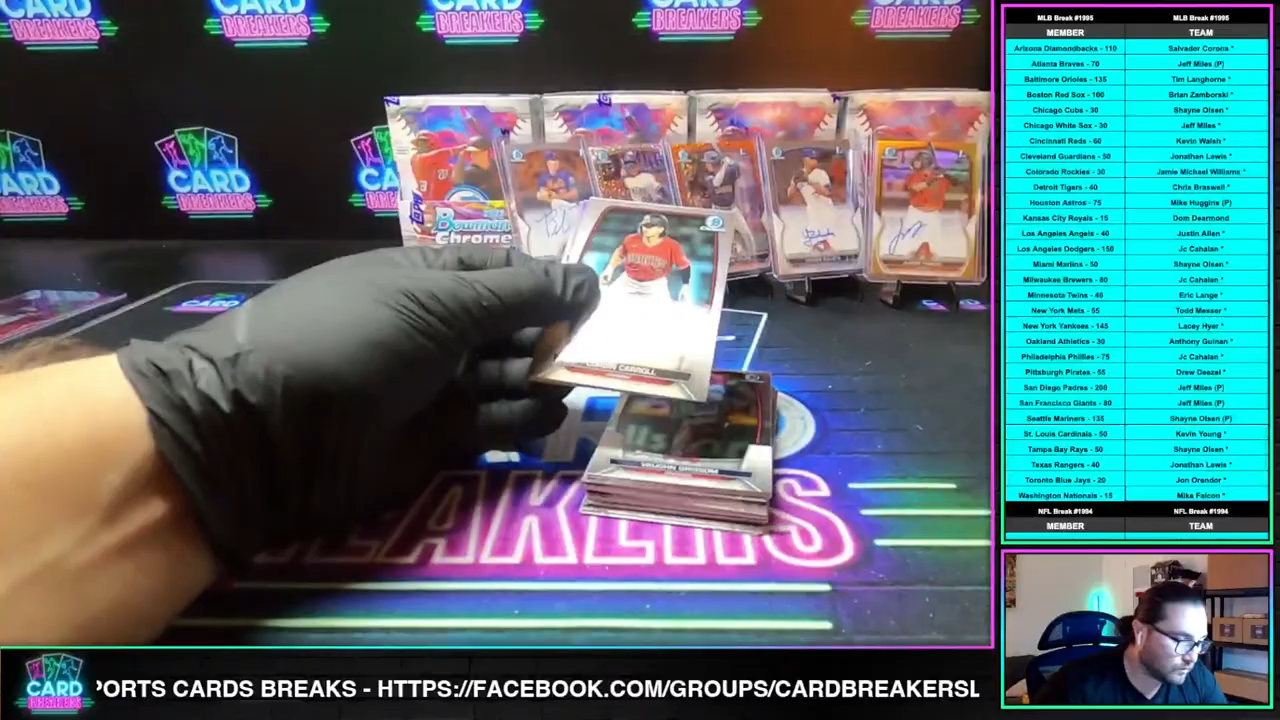 CARD
BREAKERS
CARD
BREAKERS
CARD
BREAKERS
CARD
BREAKERS
CARD
BREAKERS
CARD
BREAKERS
Bowman
Chrome
CARROLL
VAUGHN GRISSOM
MLB Break #1995 MLB Break #1995
MEMBER TEAM
Arizona Diamondbacks - 110 Salvador Corona *
Atlanta Braves - 70 Jeff Miles (P)
Baltimore Orioles - 135 Tim Langhorne *
Boston Red Sox - 100 Brian Zamborski *
Chicago Cubs - 30 Shayne Olsen *
Chicago White Sox - 30 Jeff Miles *
Cincinnati Reds - 60 Kevin Walsh *
Cleveland Guardians - 50 Jonathan Lewis *
Colorado Rockies - 30 Jamie Michael Williams *
Detroit Tigers - 40 Chris Braswell *
Houston Astros - 75 Mike Huggins (P)
Kansas City Royals - 15 Dom Dearmond
Los Angeles Angels - 40 Justin Allen *
Los Angeles Dodgers - 150 Jc Cahalan *
Miami Marlins - 50 Shayne Olsen *
Milwaukee Brewers - 80 Jc Cahalan *
Minnesota Twins - 40 Eric Lange *
New York Mets - 55 Todd Messer *
New York Yankees - 145 Lacey Hyer *
Oakland Athletics - 30 Anthony Guinan *
Philadelphia Phillies - 75 Jc Cahalan *
Pittsburgh Pirates - 55 Drew Deezel *
San Diego Padres - 200 Jeff Miles (P)
San Francisco Giants - 80 Jeff Miles (P)
Seattle Mariners - 135 Shayne Olsen (P)
St. Louis Cardinals - 50 Kevin Young *
Tampa Bay Rays - 50 Shayne Olsen *
Texas Rangers - 40 Jonathan Lewis *
Toronto Blue Jays - 20 Jon Orendor *
Washington Nationals - 15 Mike Falcon *
NFL Break #1994 NFL Break #1994
MEMBER TEAM
CARD
BREAKERS
PORTS CARDS BREAKS - HTTPS://FACEBOOK.COM/GROUPS/CARDBREAKERSL